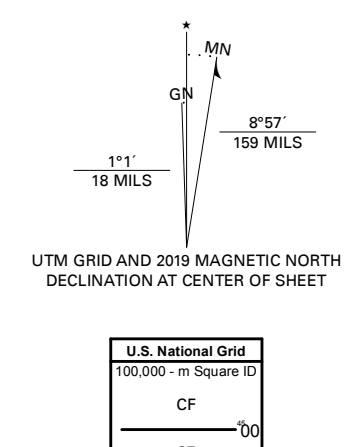 ★
MN
GN
8°57´
159 MILS
1°1´
18 MILS
UTM GRID AND 2019 MAGNETIC NORTH
DECLINATION AT CENTER OF SHEET
U.S. National Grid
100,000 - m Square ID
CF
00